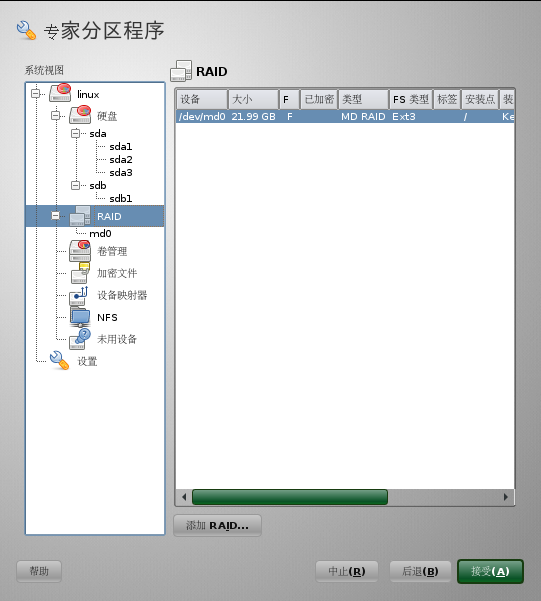 专家分区程序
系统视图
RAID
linux
硬盘
sda
sda1
sda2
sda3
sdb
sdb1
RAID
md0
卷管理
加密文件
设备映射器
NFS
未用设备
设置
设备 大小 F 已加密 类型 FS 类型 标签 安装点 装
/dev/md0 21.99 GB F MD RAID Ext3 / Ke
添加 RAID...
帮助 中止(R) 后退(B) 接受(A)